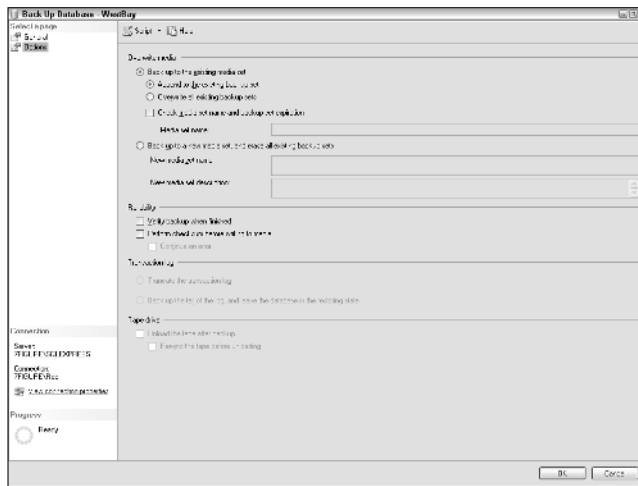 Back Up Database - WestBay
Select a page
General
Options
Script
Help
Overwrite media
Back up to the existing media set
Append to the existing backup set
Overwrite all existing backup sets
Check media set name and backup set expiration
Media set name:
Back up to a new media set, and erase all existing backup sets
New media set name:
New media set description:
Reliability
Verify backup when finished
Perform checksum before writing to media
Continue on error
Transaction log
Truncate the transaction log
Back up the tail of the log, and leave the database in the restoring state
Tape drive
Unload the tape after backup
Rewind the tape before unloading
Connection
Server:
7FIGURE\SQLEXPRESS
Connection:
View connection properties
Progress
Ready
OK
Cancel